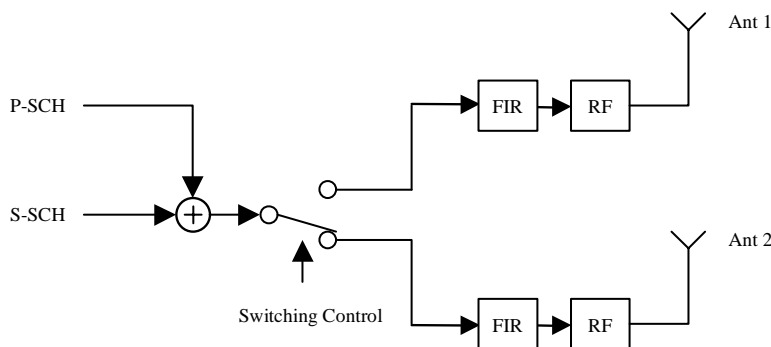 Ant 1
P-SCH
FIR
RF
S-SCH
Ant 2
Switching Control
FIR
RF